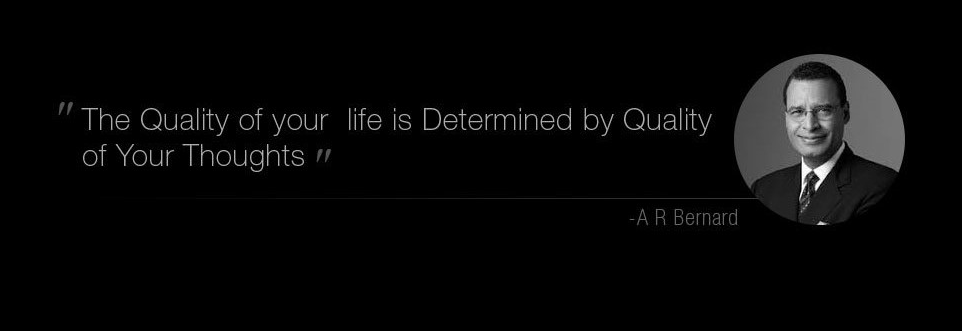 " The Quality of your life is Determined by Quality
of Your Thoughts "
-A R Bernard